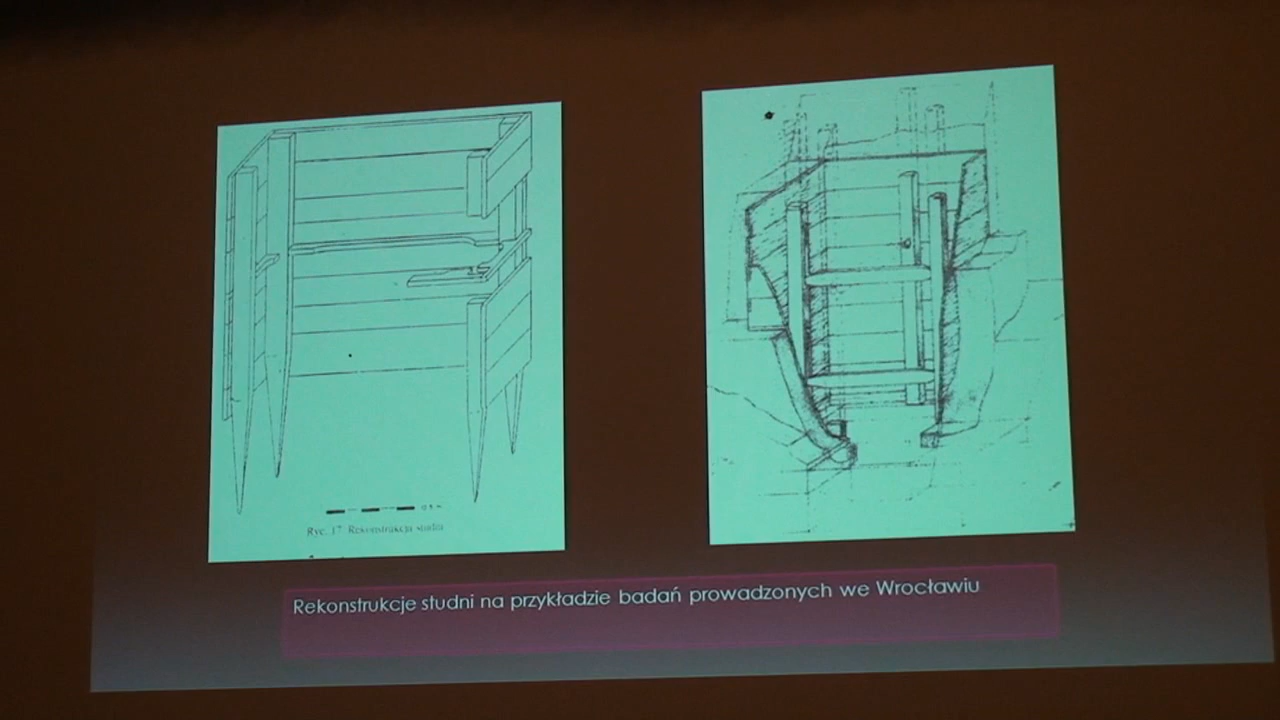 Ryc. 17. Rekonstrukcja studni
Rekonstrukcje studni na przykładzie badań prowadzonych we Wrocławiu